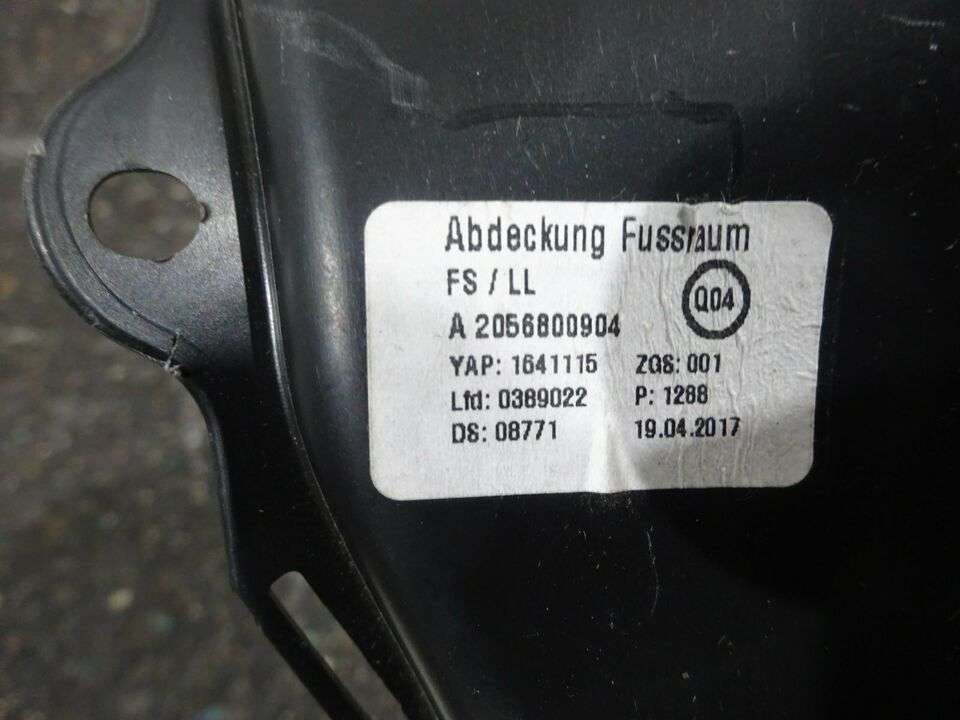 Abdeckung Fussraum
FS / LL
Q04
A 2056800904
YAP: 1641115 ZGS: 001
Lfd: 0389022 P: 1288
DS: 08771 19.04.2017